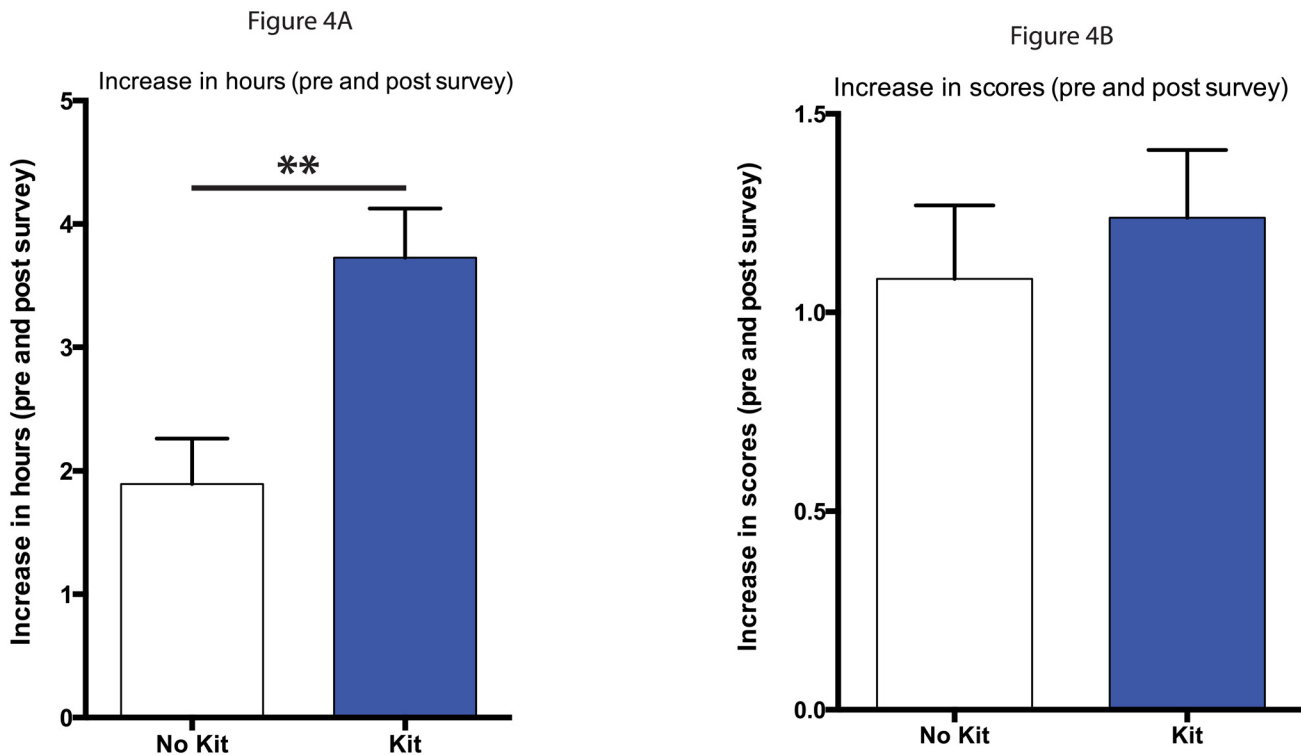 Figure 4A
Increase in hours (pre and post survey)
Increase in hours (pre and post survey)
5
4
3
2
1
0
**
No Kit
Kit
Figure 4B
Increase in scores (pre and post survey)
Increase in scores (pre and post survey)
1.5
1.0
0.5
0.0
No Kit
Kit